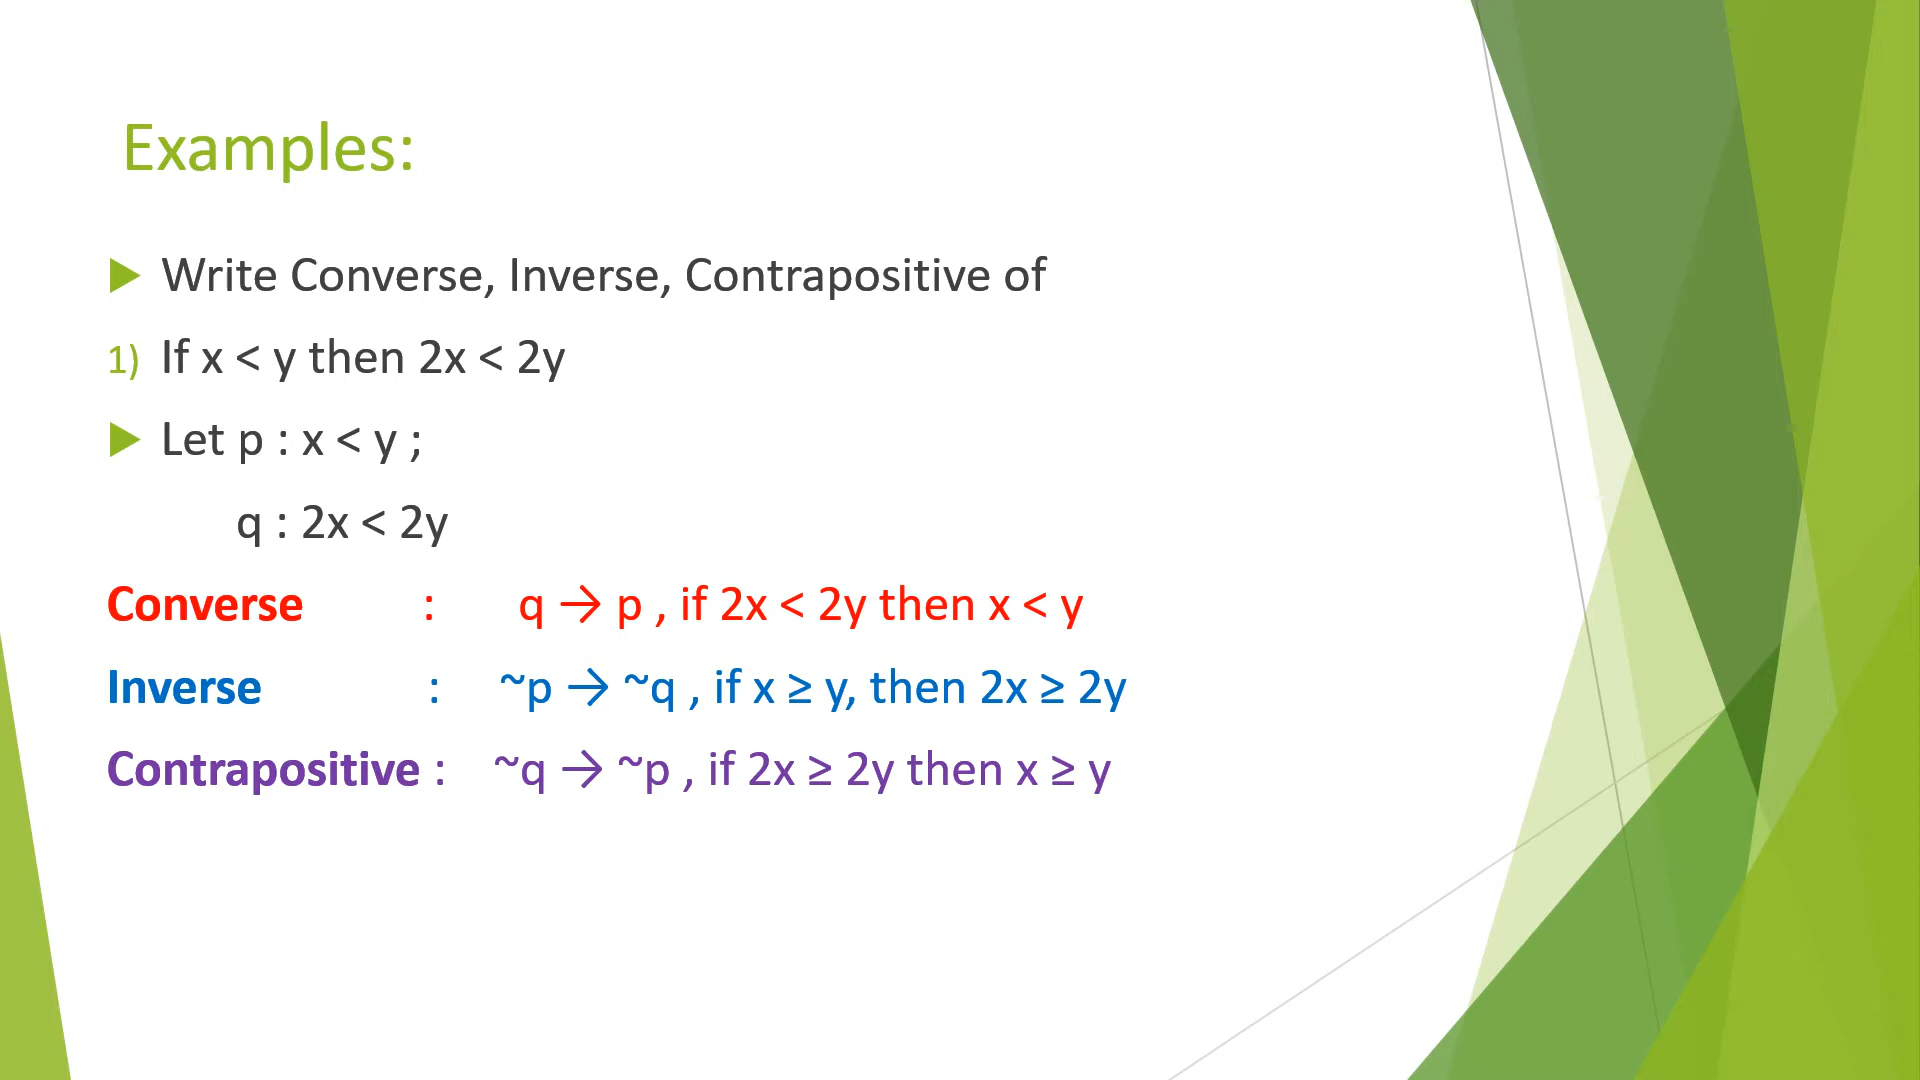 Examples:
Write Converse, Inverse, Contrapositive of
1) If x < y then 2x < 2y
Let p : x < y ;
q : 2x < 2y
Converse : q → p , if 2x < 2y then x < y
Inverse : ~p → ~q , if x ≥ y, then 2x ≥ 2y
Contrapositive : ~q → ~p , if 2x ≥ 2y then x ≥ y